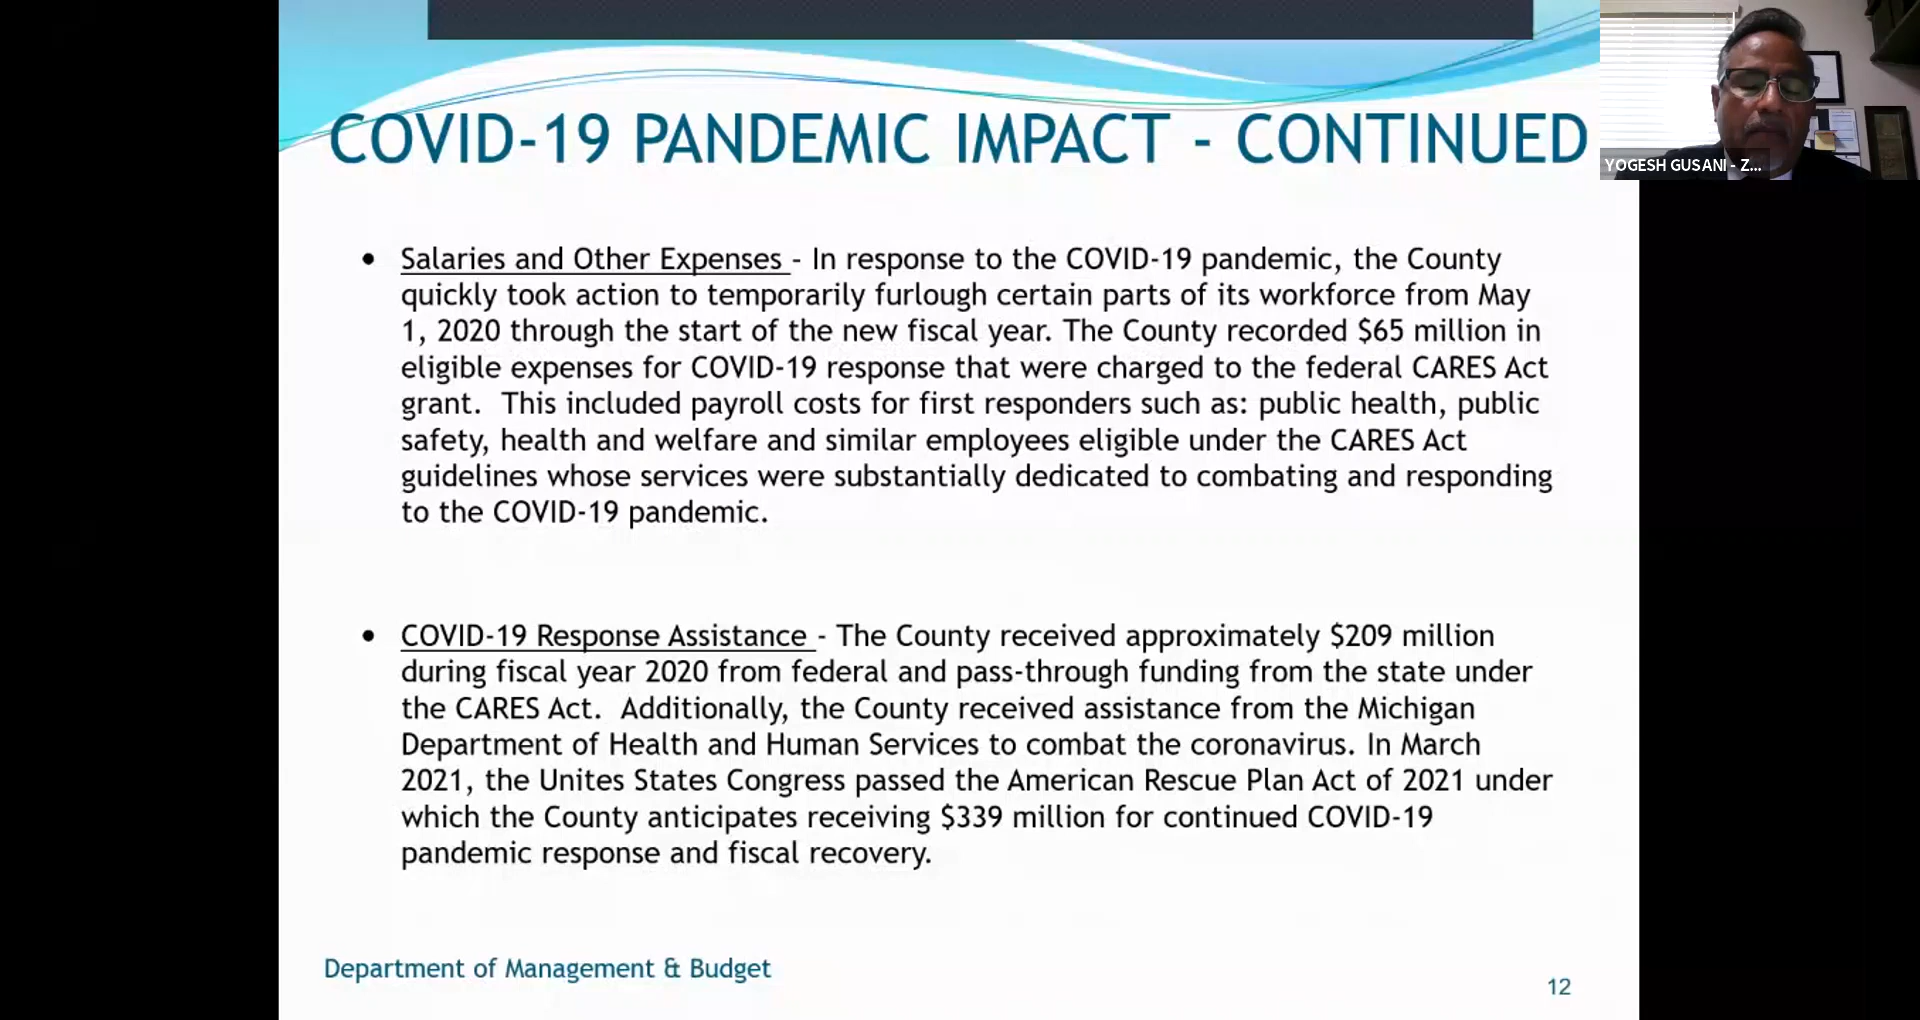 COVID-19 PANDEMIC IMPACT - CONTINUED
YOGESH GUSANI - Z...
• Salaries and Other Expenses - In response to the COVID-19 pandemic, the County
quickly took action to temporarily furlough certain parts of its workforce from May
1, 2020 through the start of the new fiscal year. The County recorded $65 million in
eligible expenses for COVID-19 response that were charged to the federal CARES Act
grant.  This included payroll costs for first responders such as: public health, public
safety, health and welfare and similar employees eligible under the CARES Act
guidelines whose services were substantially dedicated to combating and responding
to the COVID-19 pandemic.
• COVID-19 Response Assistance - The County received approximately $209 million
during fiscal year 2020 from federal and pass-through funding from the state under
the CARES Act.  Additionally, the County received assistance from the Michigan
Department of Health and Human Services to combat the coronavirus. In March
2021, the Unites States Congress passed the American Rescue Plan Act of 2021 under
which the County anticipates receiving $339 million for continued COVID-19
pandemic response and fiscal recovery.
Department of Management & Budget
12